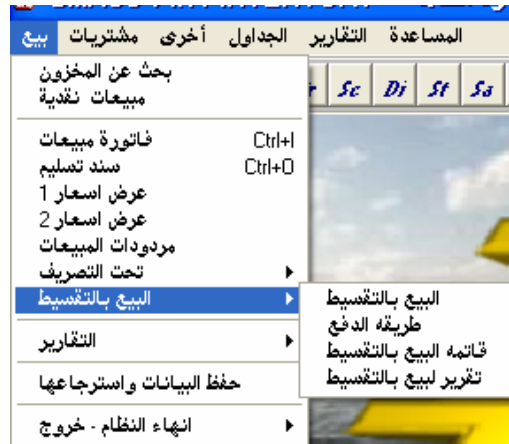 بيع مشتريات أخرى الجداول التقارير المساعدة
Sc Di St Sa
بحث عن المخزون
مبيعات نقدية
فاتورة مبيعات Ctrl+I
سند تسليم Ctrl+O
عرض اسعار 1
عرض اسعار 2
مردودات المبيعات
تحت التصريف
البيع بالتقسيط
البيع بالتقسيط
طريقه الدفع
قائمه البيع بالتقسيط
تقرير لبيع بالتقسيط
التقارير
حفظ البيانات واسترجاعها
انهاء النظام - خروج